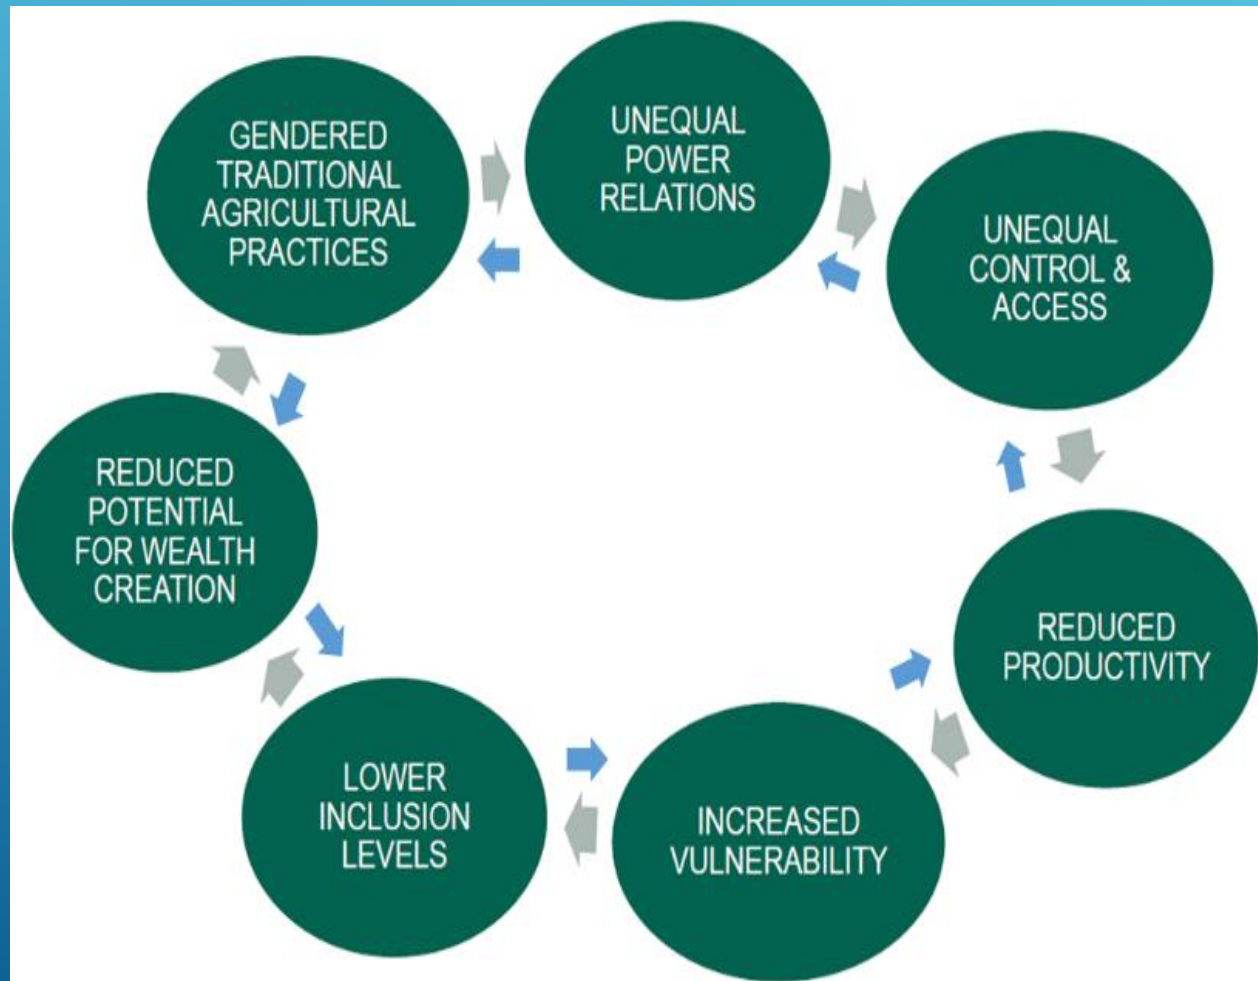 GENDERED
TRADITIONAL
AGRICULTURAL
PRACTICES
UNEQUAL
POWER
RELATIONS
UNEQUAL
CONTROL &
ACCESS
REDUCED
PRODUCTIVITY
INCREASED
VULNERABILITY
LOWER
INCLUSION
LEVELS
REDUCED
POTENTIAL
FOR WEALTH
CREATION